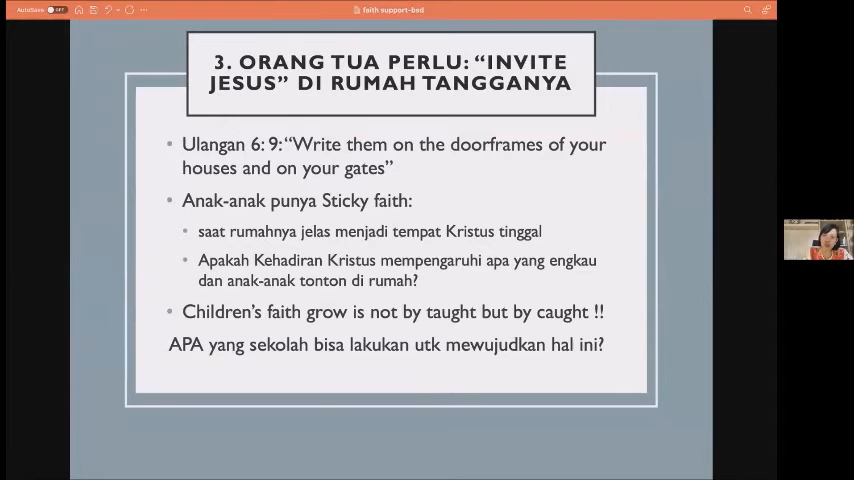 AutoSave OFF
faith support-bsd
3. ORANG TUA PERLU: “INVITE
JESUS” DI RUMAH TANGGANYA
• Ulangan 6: 9: “Write them on the doorframes of your
houses and on your gates”
• Anak-anak punya Sticky faith:
• saat rumahnya jelas menjadi tempat Kristus tinggal
• Apakah Kehadiran Kristus mempengaruhi apa yang engkau
dan anak-anak tonton di rumah?
• Children’s faith grow is not by taught but by caught !!
APA yang sekolah bisa lakukan utk mewujudkan hal ini?